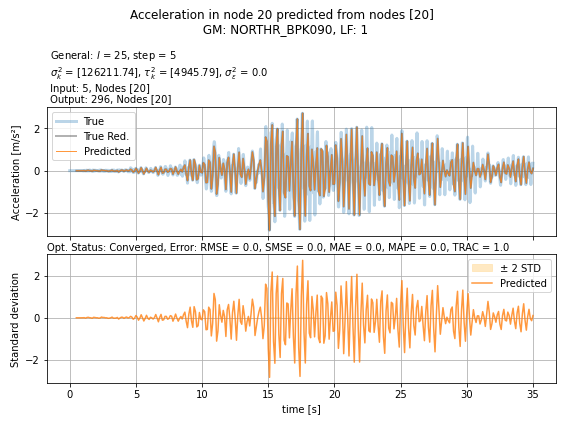 Acceleration in node 20 predicted from nodes [20]
GM: NORTHR_BPK090, LF: 1
General: l = 25, step = 5
σ²ₖ = [126211.74], τ²ₖ = [4945.79], σ²ε = 0.0
Input: 5, Nodes [20]
Output: 296, Nodes [20]
Acceleration [m/s²]
2
0
−2
True
True Red.
Predicted
Opt. Status: Converged, Error: RMSE = 0.0, SMSE = 0.0, MAE = 0.0, MAPE = 0.0, TRAC = 1.0
Standard deviation
2
0
−2
± 2 STD
Predicted
0 5 10 15 20 25 30 35
time [s]